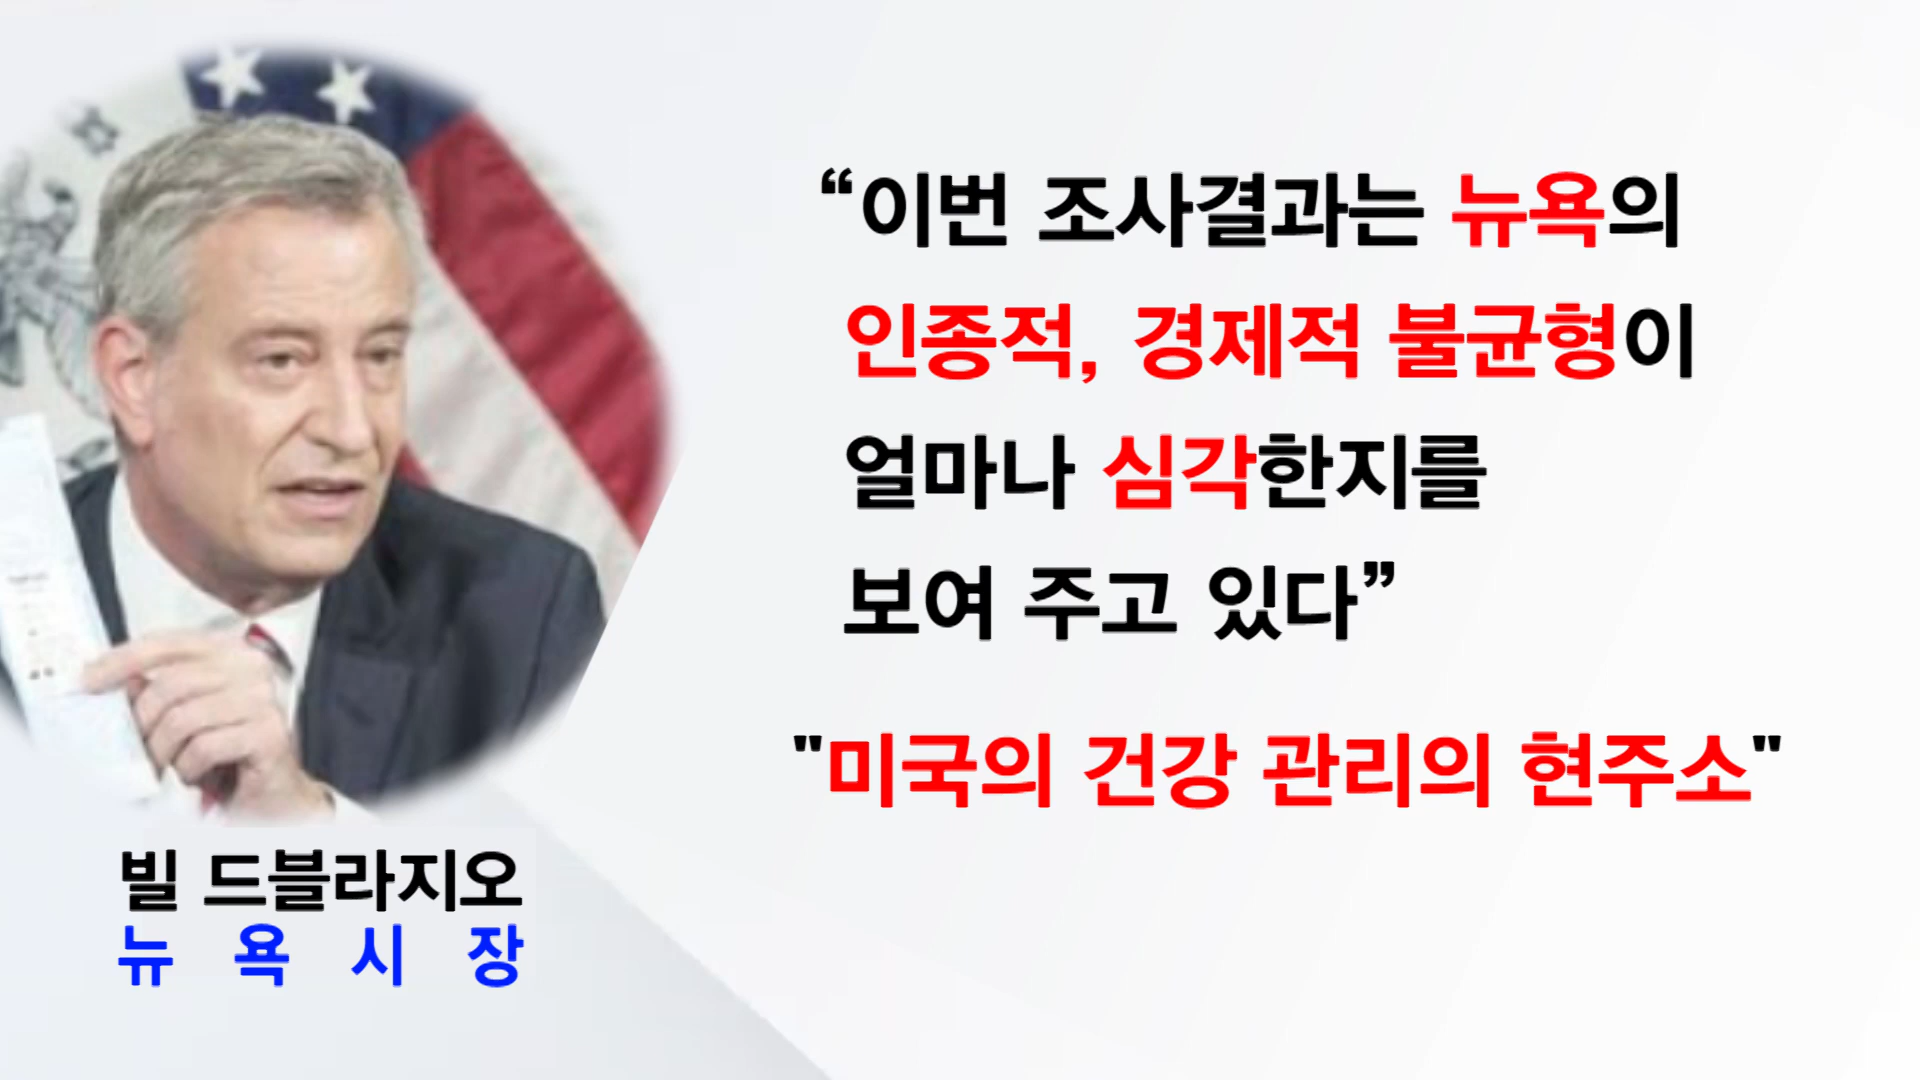 “이번 조사결과는 뉴욕의
인종적, 경제적 불균형이
얼마나 심각한지를
보여 주고 있다”
"미국의 건강 관리의 현주소"
빌 드블라지오
뉴 욕 시 장